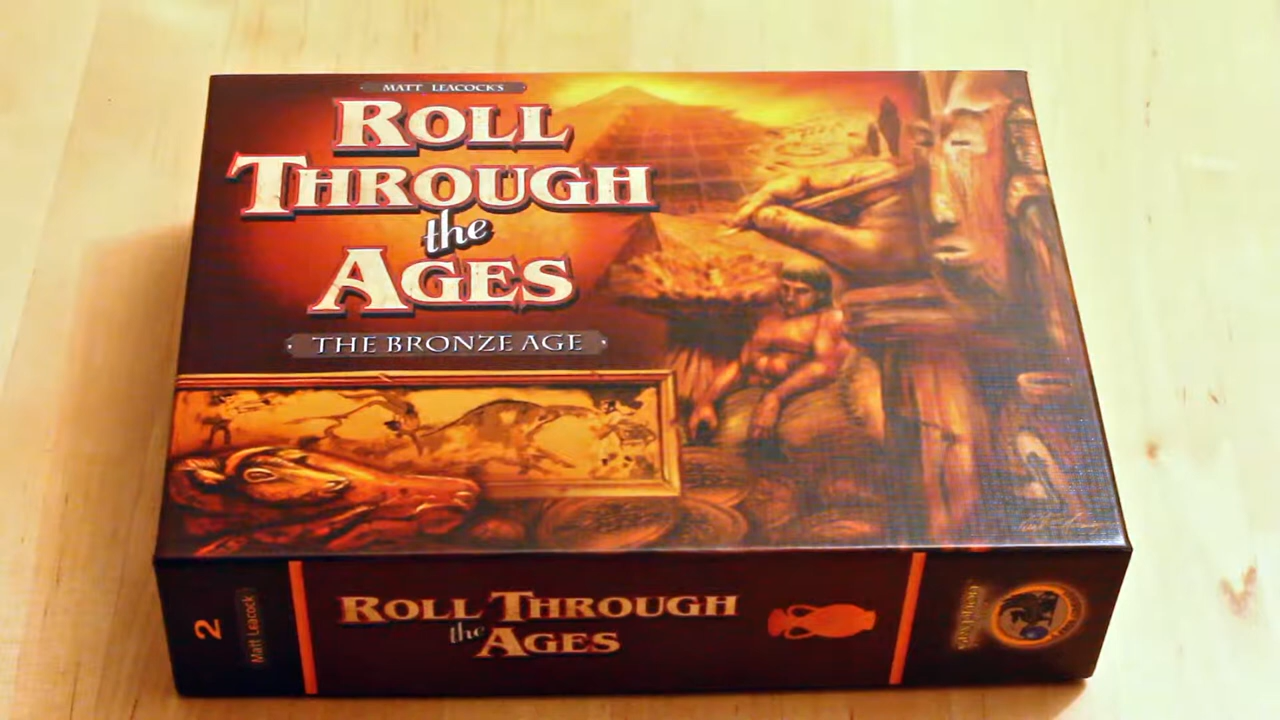 MATT LEACOCK'S
ROLL
THROUGH
the
AGES
THE BRONZE AGE
2
Matt Leacock
ROLL THROUGH
the AGES